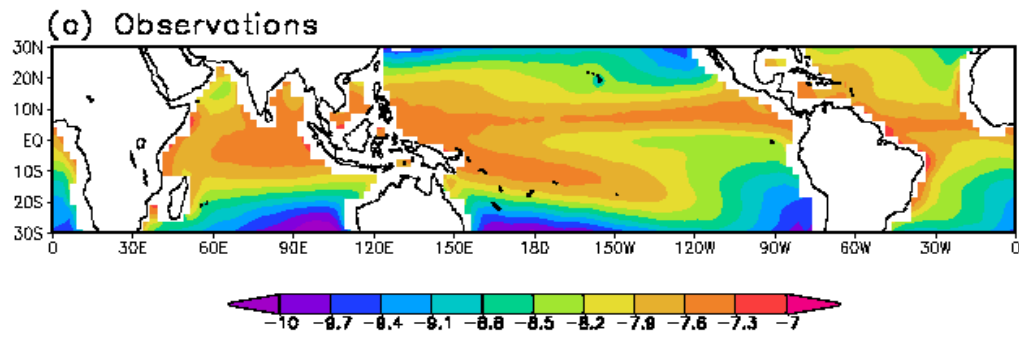 (a) Observations
30N
20N
10N
EQ
10S
20S
30S
0 30E 60E 90E 120E 150E 180 150W 120W 90W 60W 30W 0
-10 -9.7 -9.4 -9.1 -8.8 -8.5 -8.2 -7.9 -7.6 -7.3 -7